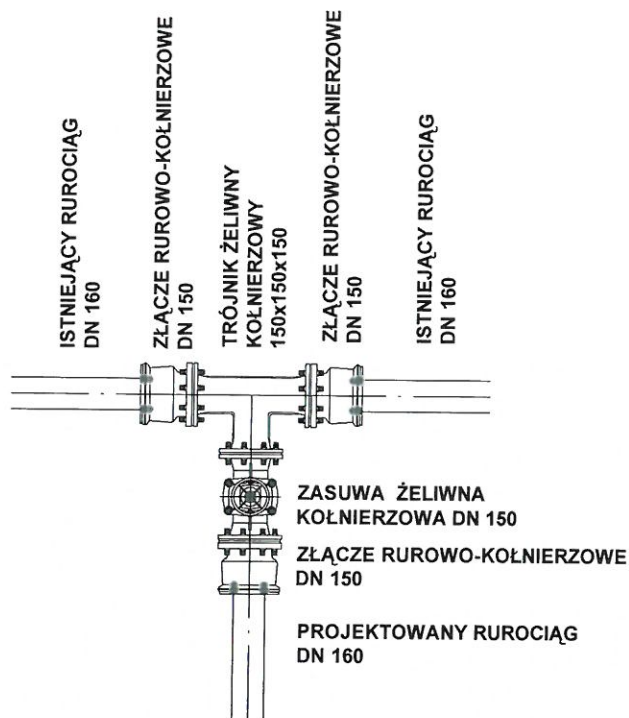 ISTNIEJĄCY RUROCIĄG
DN 160
ZŁĄCZE RUROWO-KOŁNIERZOWE
DN 150
TRÓJNIK ŻELIWNY
KOŁNIERZOWY
150x150x150
ZŁĄCZE RUROWO-KOŁNIERZOWE
DN 150
ISTNIEJĄCY RUROCIĄG
DN 160
ZASUWA ŻELIWNA
KOŁNIERZOWA DN 150
ZŁĄCZE RUROWO-KOŁNIERZOWE
DN 150
PROJEKTOWANY RUROCIĄG
DN 160